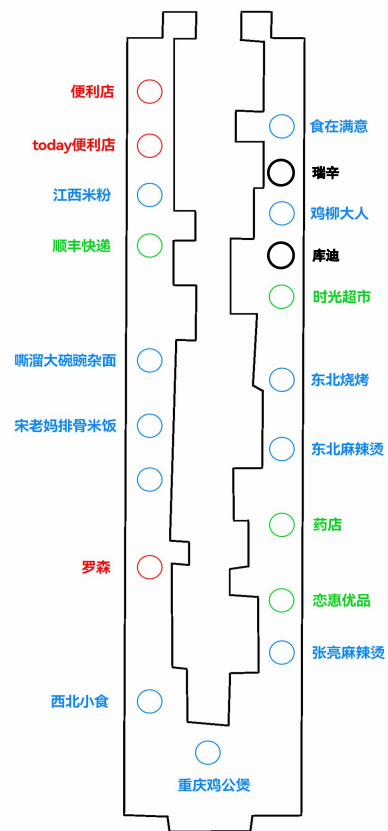 便利店
today便利店
江西米粉
顺丰快递
嘶溜大碗豌杂面
宋老妈排骨米饭
罗森
西北小食
食在满意
瑞辛
鸡柳大人
库迪
时光超市
东北烧烤
东北麻辣烫
药店
恋惠优品
张亮麻辣烫
重庆鸡公煲